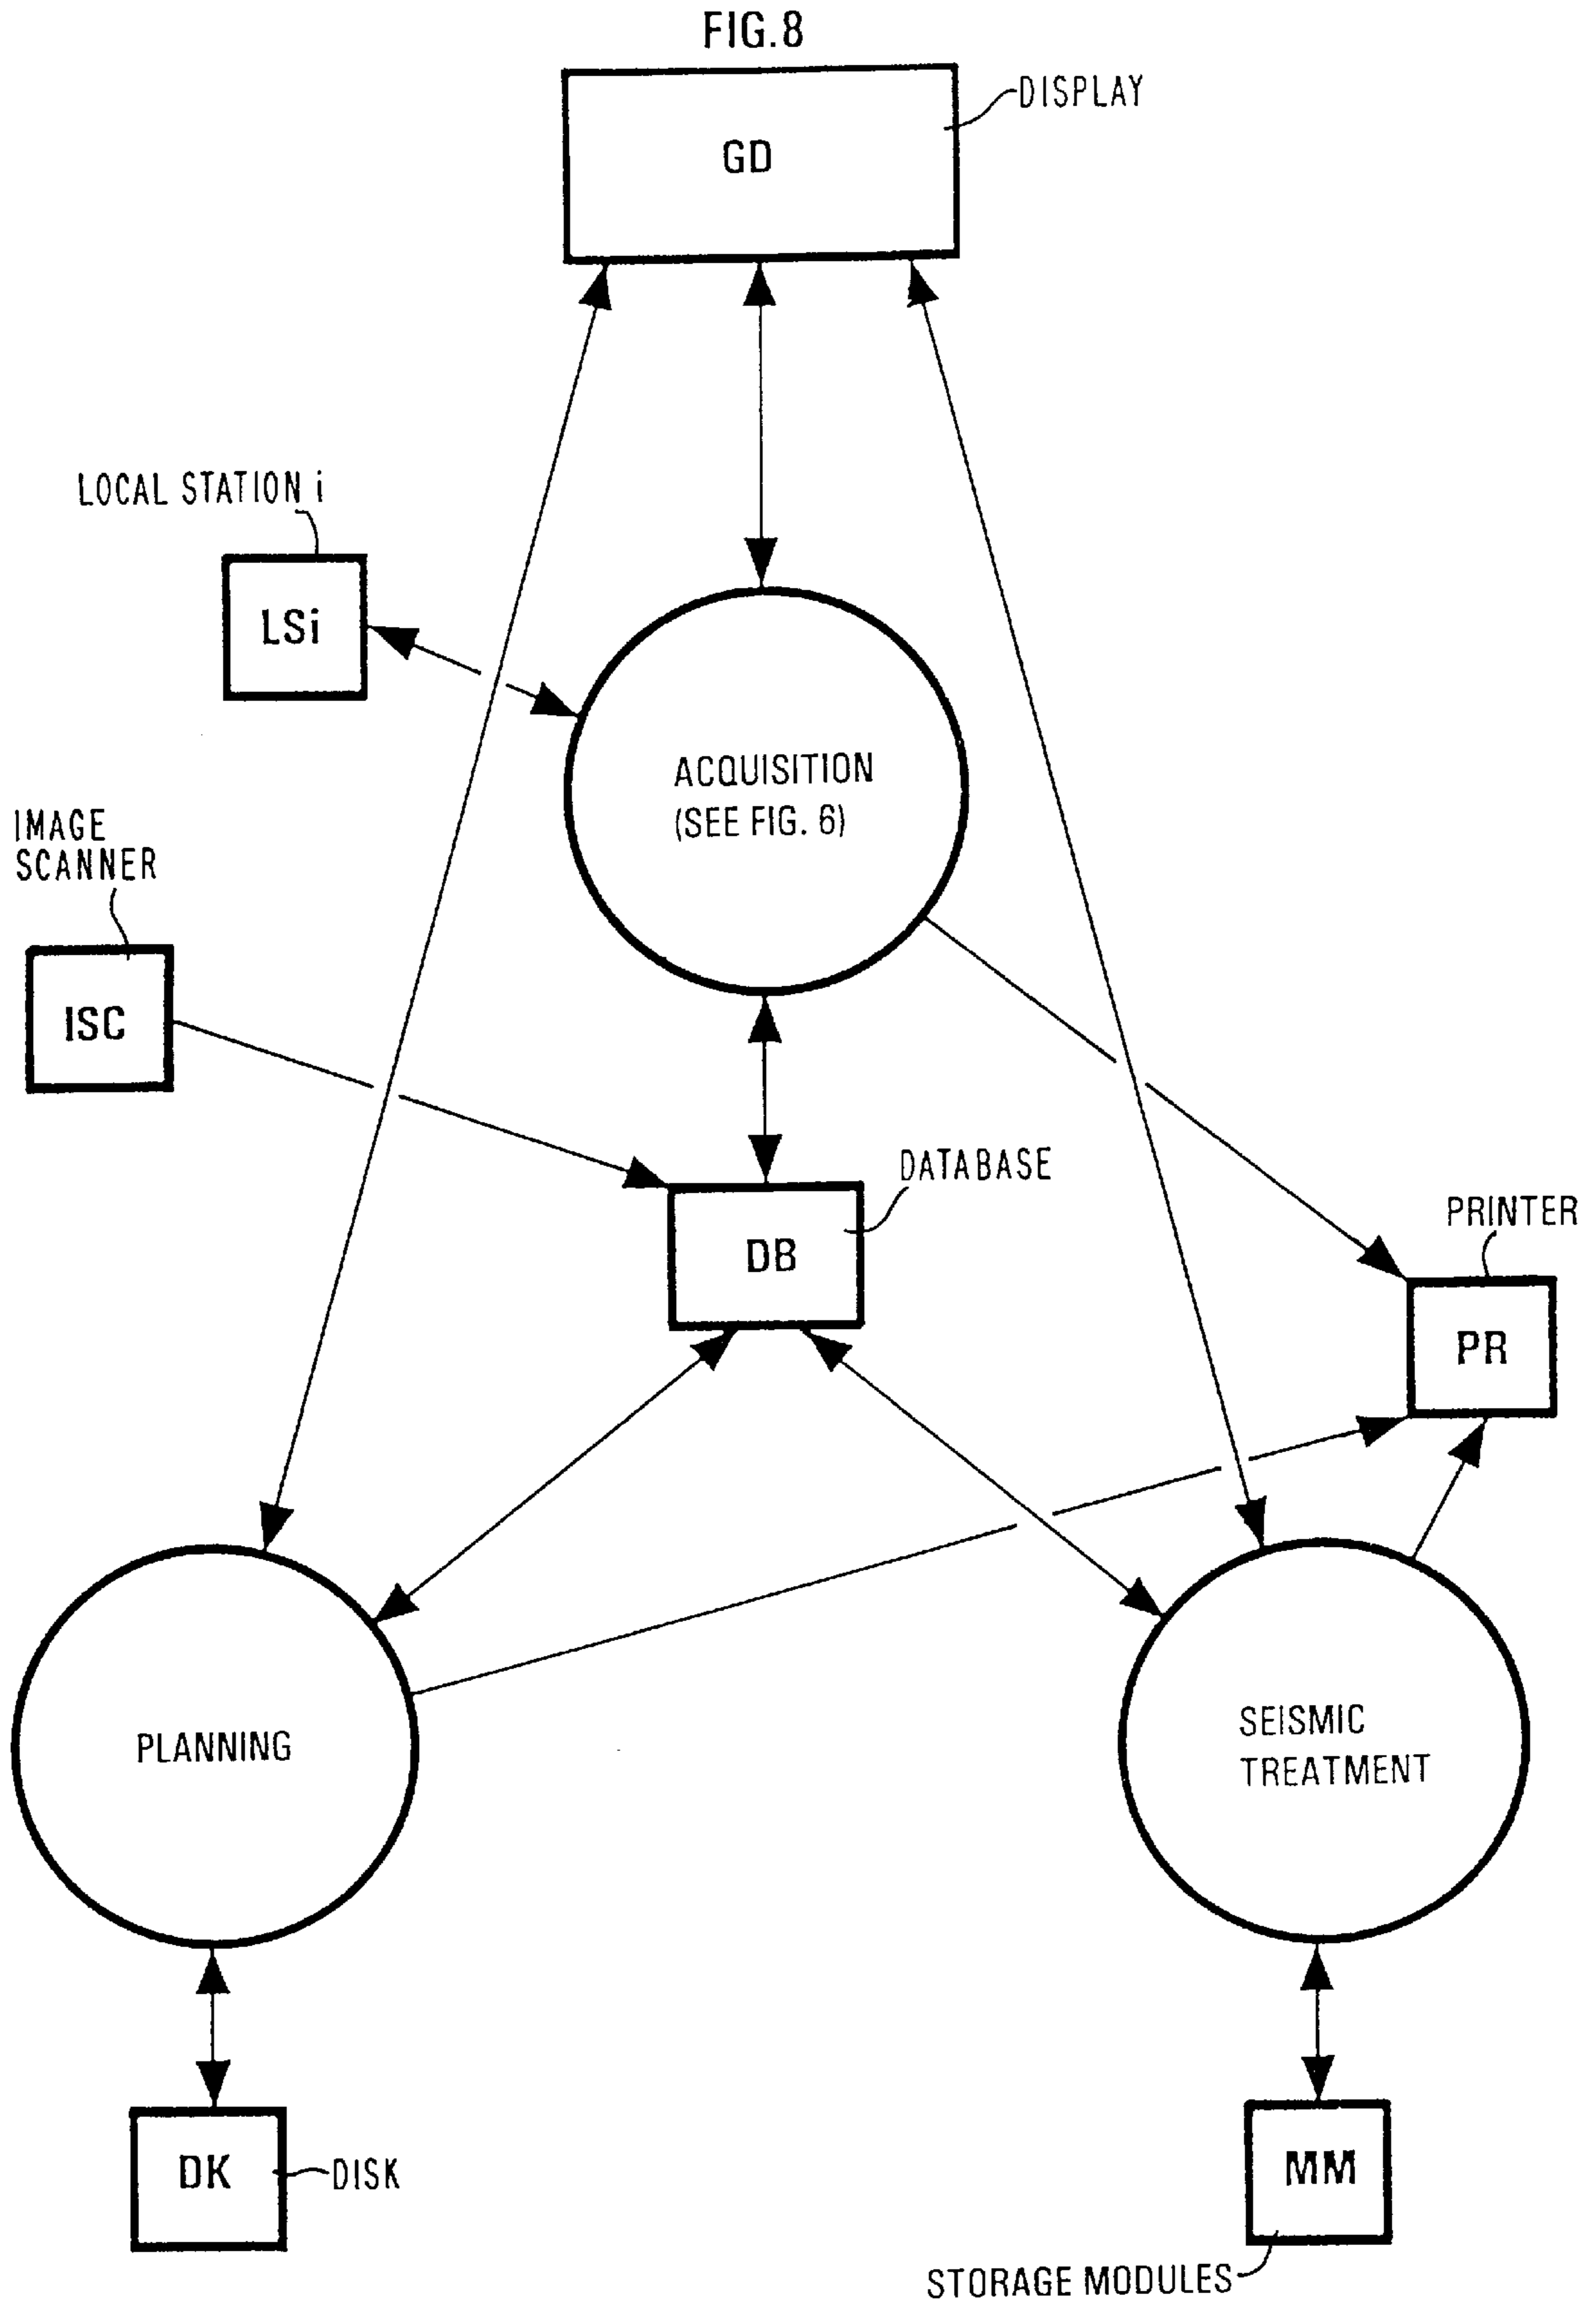 FIG.8
DISPLAY
GD
LOCAL STATION i
LSi
ACQUISITION
(SEE FIG. 6)
IMAGE
SCANNER
ISC
DATABASE
DB
PRINTER
PR
PLANNING
SEISMIC
TREATMENT
DK
DISK
MM
STORAGE MODULES